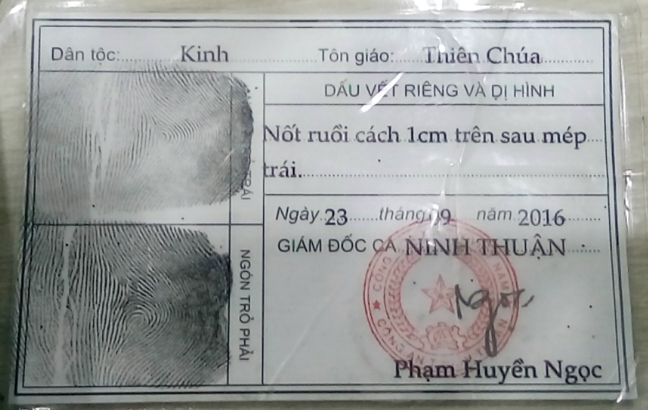 Dân tộc: Kinh Tôn giáo: Thiên Chúa
DẤU VẾT RIÊNG VÀ DỊ HÌNH
Nốt ruồi cách 1cm trên sau mép
trái.
TRÁI
Ngày 23 tháng 09 năm 2016
GIÁM ĐỐC CA NINH THUẬN
NGÓN TRỎ PHẢI
Ngọc
Phạm Huyền Ngọc